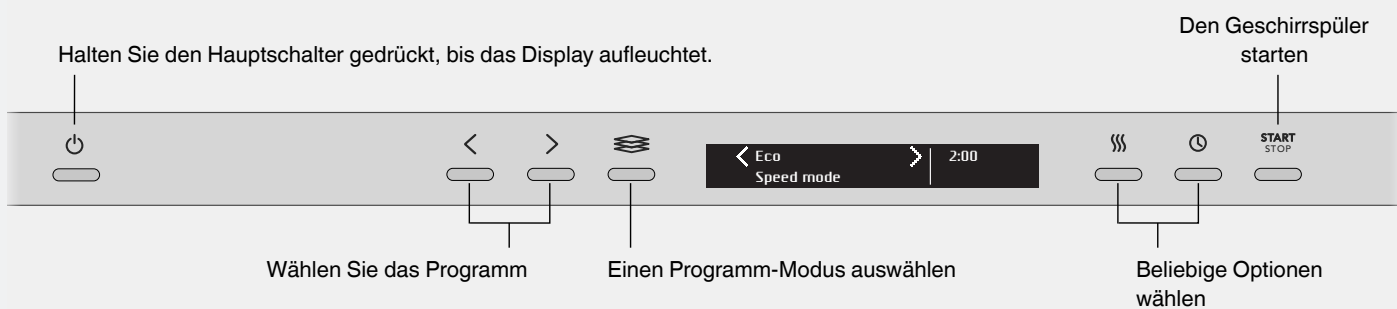 Den Geschirrspüler
starten
Halten Sie den Hauptschalter gedrückt, bis das Display aufleuchtet.
START
STOP
Eco 2:00
Speed mode
Wählen Sie das Programm
Einen Programm-Modus auswählen
Beliebige Optionen
wählen